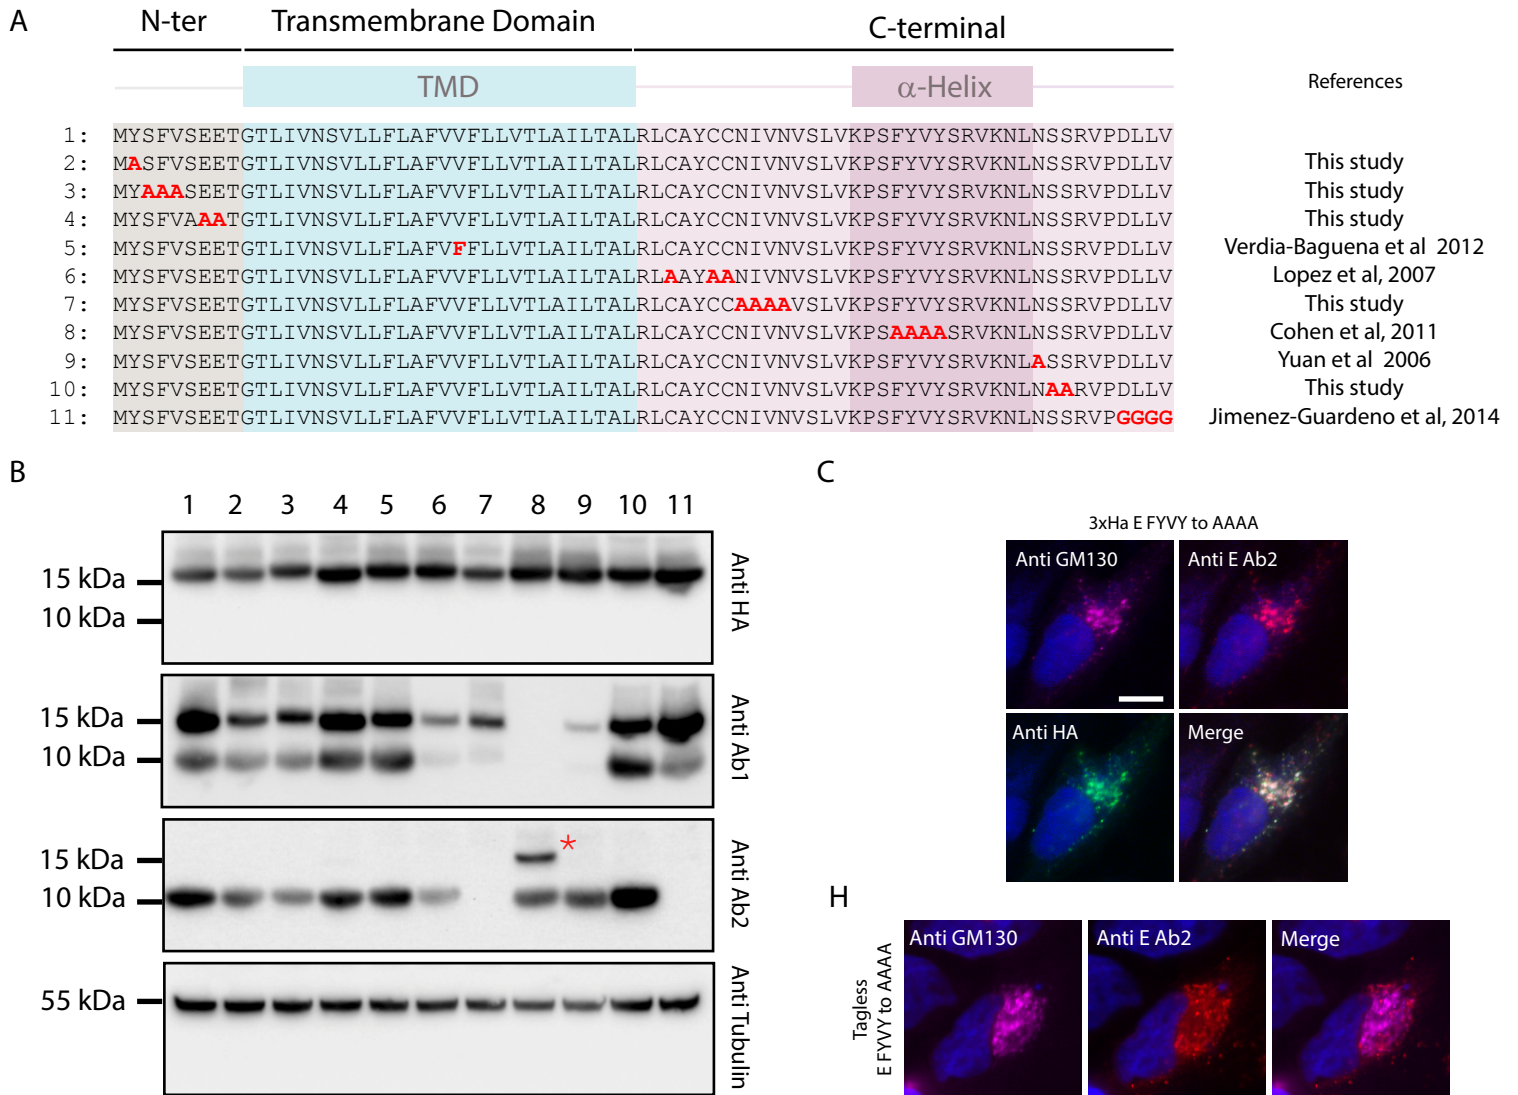 A
N-ter Transmembrane Domain C-terminal
TMD α-Helix References
1: MYSFVSEETGTLIVNSVLLFLAFVVFLLVTLAILTALRLCAYCCNIVNVSLVKPSFYVYSRVKNLNSSRVPDLLV
2: MASFVSEETGTLIVNSVLLFLAFVVFLLVTLAILTALRLCAYCCNIVNVSLVKPSFYVYSRVKNLNSSRVPDLLV This study
3: MYAAASEETGTLIVNSVLLFLAFVVFLLVTLAILTALRLCAYCCNIVNVSLVKPSFYVYSRVKNLNSSRVPDLLV This study
4: MYSFVAAATGTLIVNSVLLFLAFVVFLLVTLAILTALRLCAYCCNIVNVSLVKPSFYVYSRVKNLNSSRVPDLLV This study
5: MYSFVSEETGTLIVNSVLLFLAFVFFLLVTLAILTALRLCAYCCNIVNVSLVKPSFYVYSRVKNLNSSRVPDLLV Verdia-Baguena et al 2012
6: MYSFVSEETGTLIVNSVLLFLAFVVFLLVTLAILTALRLAAYAANIVNVSLVKPSFYVYSRVKNLNSSRVPDLLV Lopez et al, 2007
7: MYSFVSEETGTLIVNSVLLFLAFVVFLLVTLAILTALRLCAYCCAAAAVSLVKPSFYVYSRVKNLNSSRVPDLLV This study
8: MYSFVSEETGTLIVNSVLLFLAFVVFLLVTLAILTALRLCAYCCNIVNVSLVKPSAAAASRVKNLNSSRVPDLLV Cohen et al, 2011
9: MYSFVSEETGTLIVNSVLLFLAFVVFLLVTLAILTALRLCAYCCNIVNVSLVKPSFYVYSRVKNLASSRVPDLLV Yuan et al 2006
10: MYSFVSEETGTLIVNSVLLFLAFVVFLLVTLAILTALRLCAYCCNIVNVSLVKPSFYVYSRVKNLNAARVPDLLV This study
11: MYSFVSEETGTLIVNSVLLFLAFVVFLLVTLAILTALRLCAYCCNIVNVSLVKPSFYVYSRVKNLNSSRVPGGGG Jimenez-Guardeno et al, 2014
B
1 2 3 4 5 6 7 8 9 10 11
15 kDa
10 kDa
Anti HA
15 kDa
10 kDa
Anti Ab1
15 kDa
10 kDa
*
Anti Ab2
55 kDa
Anti Tubulin
C
3xHa E FYVY to AAAA
Anti GM130 Anti E Ab2
Anti HA Merge
H
Tagless
E FYVY to AAAA
Anti GM130 Anti E Ab2 Merge